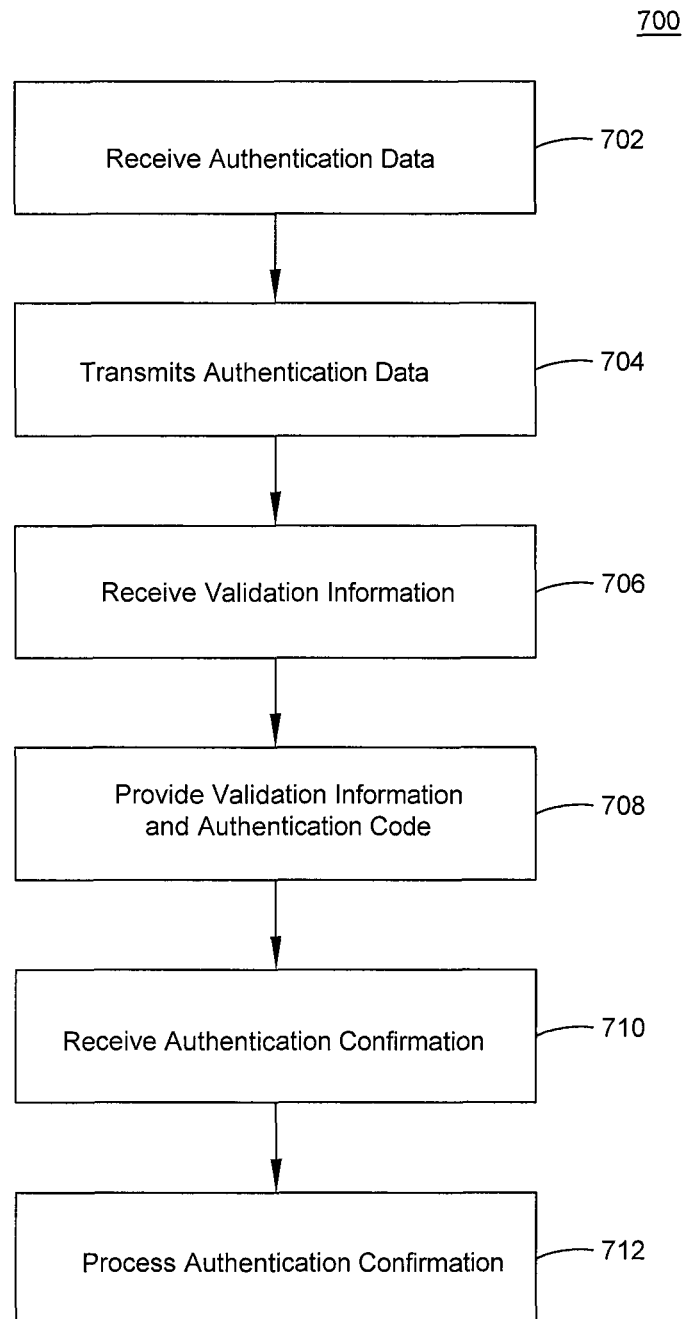 700
Receive Authentication Data
702
Transmits Authentication Data
704
Receive Validation Information
706
Provide Validation Information
and Authentication Code
708
Receive Authentication Confirmation
710
Process Authentication Confirmation
712